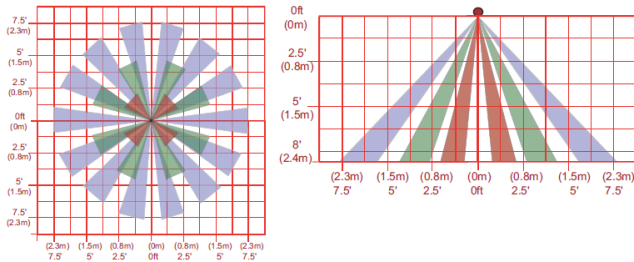 7.5'
(2.3m)
5'
(1.5m)
2.5'
(0.8m)
0ft
(0m)
2.5'
(0.8m)
5'
(1.5m)
7.5'
(2.3m)
(2.3m) (1.5m) (0.8m) (0m) (0.8m) (1.5m) (2.3m)
7.5' 5' 2.5' 0ft 2.5' 5' 7.5'
0ft
(0m)
2.5'
(0.8m)
5'
(1.5m)
8'
(2.4m)
(2.3m) (1.5m) (0.8m) (0m) (0.8m) (1.5m) (2.3m)
7.5' 5' 2.5' 0ft 2.5' 5' 7.5'